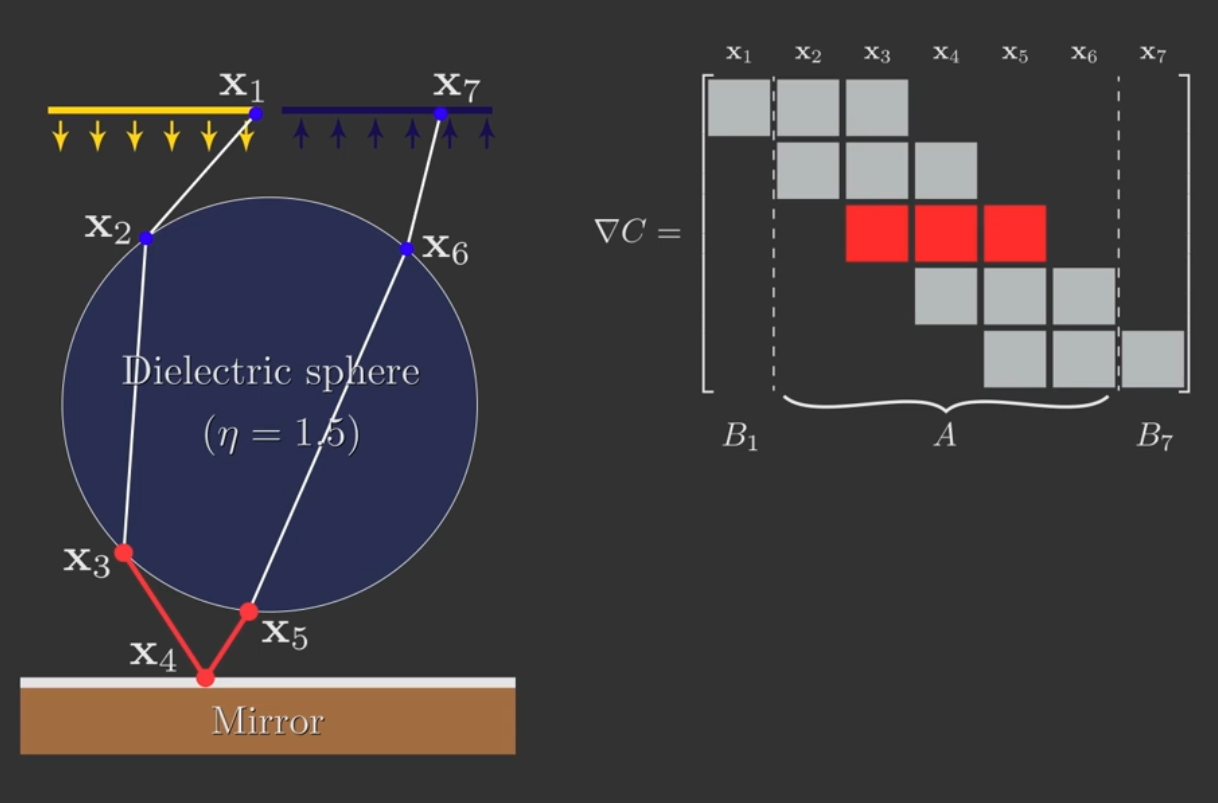 x₁
x₇
x₂
x₆
Dielectric sphere
(η = 1.5)
x₃
x₅
x₄
Mirror
x₁ x₂ x₃ x₄ x₅ x₆ x₇
∇C =
B₁ A B₇